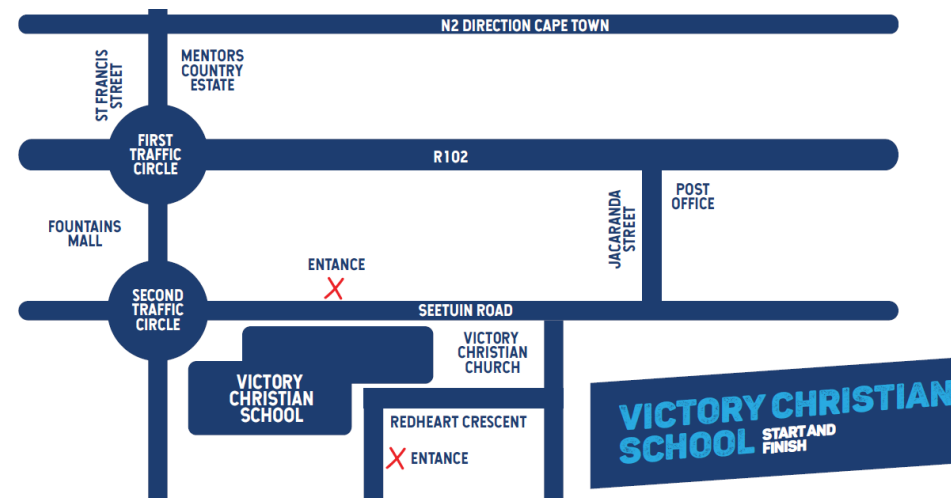 N2 DIRECTION CAPE TOWN
ST FRANCIS
STREET
MENTORS
COUNTRY
ESTATE
FIRST
TRAFFIC
CIRCLE
R102
FOUNTAINS
MALL
JACARANDA
STREET
POST
OFFICE
ENTANCE
SECOND
TRAFFIC
CIRCLE
SEETUIN ROAD
VICTORY
CHRISTIAN
CHURCH
VICTORY
CHRISTIAN
SCHOOL
REDHEART CRESCENT
ENTANCE
VICTORY CHRISTIAN
SCHOOL START AND
FINISH